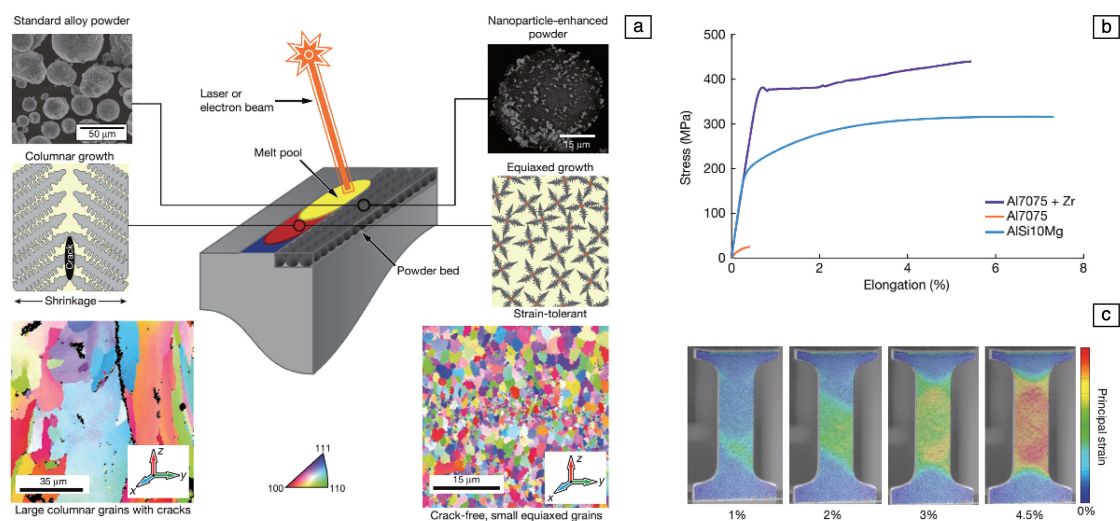 a
Standard alloy powder
50 μm
Columnar growth
Crack
Shrinkage
35 μm
z
y
x
Large columnar grains with cracks
Laser or
electron beam
Melt pool
Powder bed
111
100
110
Nanoparticle-enhanced
powder
15 μm
Equiaxed growth
Strain-tolerant
15 μm
z
y
x
Crack-free, small equiaxed grains
b
Stress (MPa)
500
400
300
200
100
0
0
2
4
6
8
Elongation (%)
Al7075 + Zr
Al7075
AlSi10Mg
c
1%
2%
3%
4.5%
0%
Principal strain